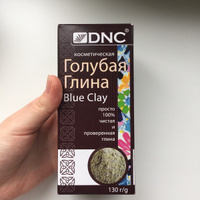 DNC
косметическая
Голубая
Глина
Blue Clay
просто
100%
чистая
и
проверенная
глина
130 г/g